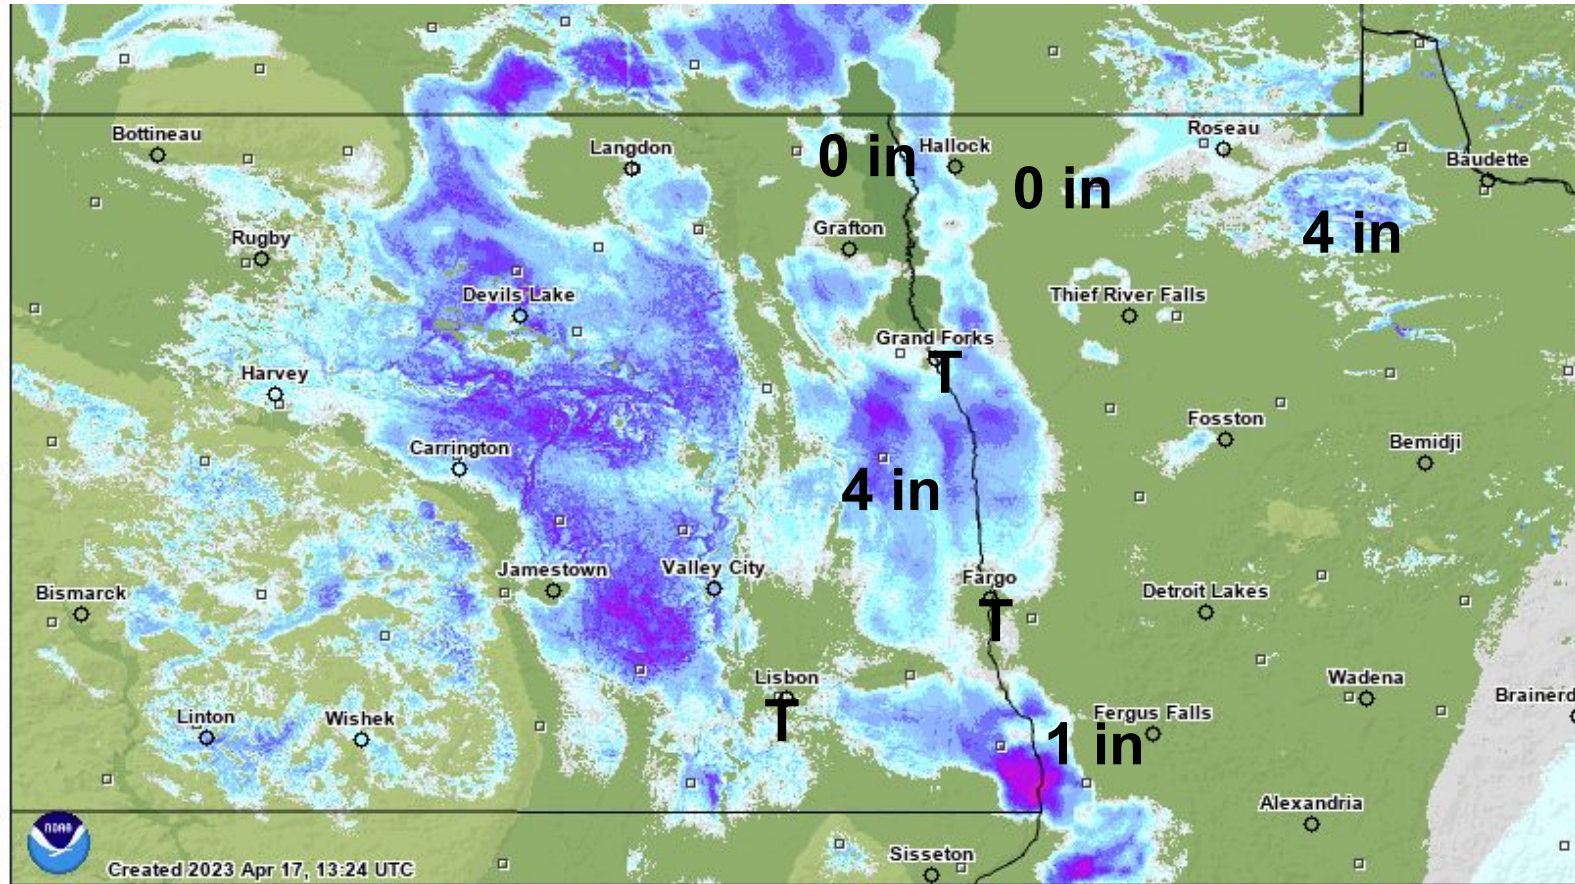 Bottineau
Langdon
0 in
Hallock
Roseau
Baudette
0 in
4 in
Rugby
Grafton
Devils Lake
Thief River Falls
Grand Forks
T
Harvey
Carrington
Fosston
Bemidji
4 in
Jamestown
Valley City
Fargo
T
Detroit Lakes
Bismarck
Lisbon
T
Wadena
Brainerd
Linton
Wishek
Fergus Falls
1 in
Alexandria
Sisseton
NOAA
Created 2023 Apr 17, 13:24 UTC